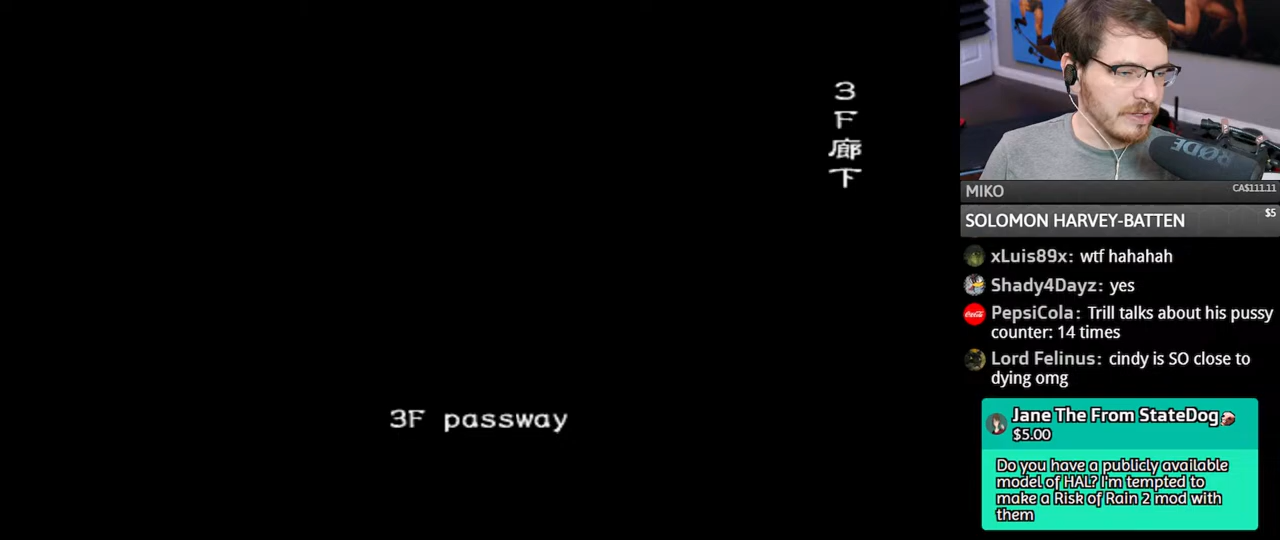 3F廊下
3F passway
RØDE
MIKO
CA$111.11
SOLOMON HARVEY-BATTEN
$5
xLuis89x: wtf hahahah
Shady4Dayz: yes
PepsiCola: Trill talks about his pussy
counter: 14 times
Lord Felinus: cindy is SO close to
dying omg
Jane The From StateDog
$5.00
Do you have a publicly available
model of HAL? I'm tempted to
make a Risk of Rain 2 mod with
them